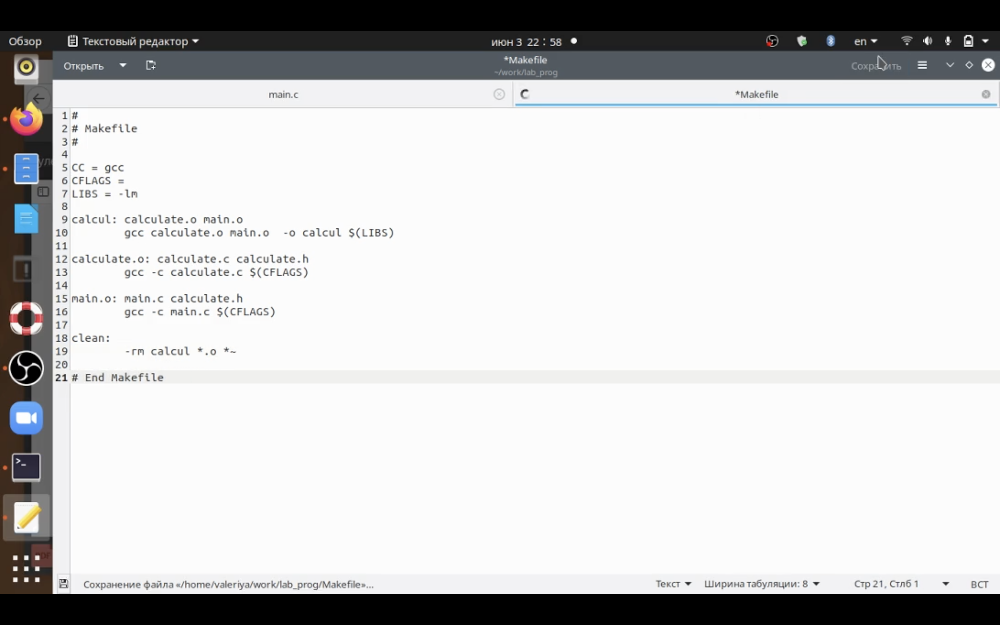 Обзор Текстовый редактор июн 3 22 : 58 en
Открыть *Makefile
~/work/lab_prog
main.c *Makefile
1 #
2 # Makefile
3 #
4
5 CC = gcc
6 CFLAGS =
7 LIBS = -lm
8
9 calcul: calculate.o main.o
10         gcc calculate.o main.o  -o calcul $(LIBS)
11
12 calculate.o: calculate.c calculate.h
13         gcc -c calculate.c $(CFLAGS)
14
15 main.o: main.c calculate.h
16         gcc -c main.c $(CFLAGS)
17
18 clean:
19         -rm calcul *.o *~
20
21 # End Makefile
PDF
Сохранение файла «/home/valeriya/work/lab_prog/Makefile»... Текст Ширина табуляции: 8 Стр 21, Стлб 1 ВСТ